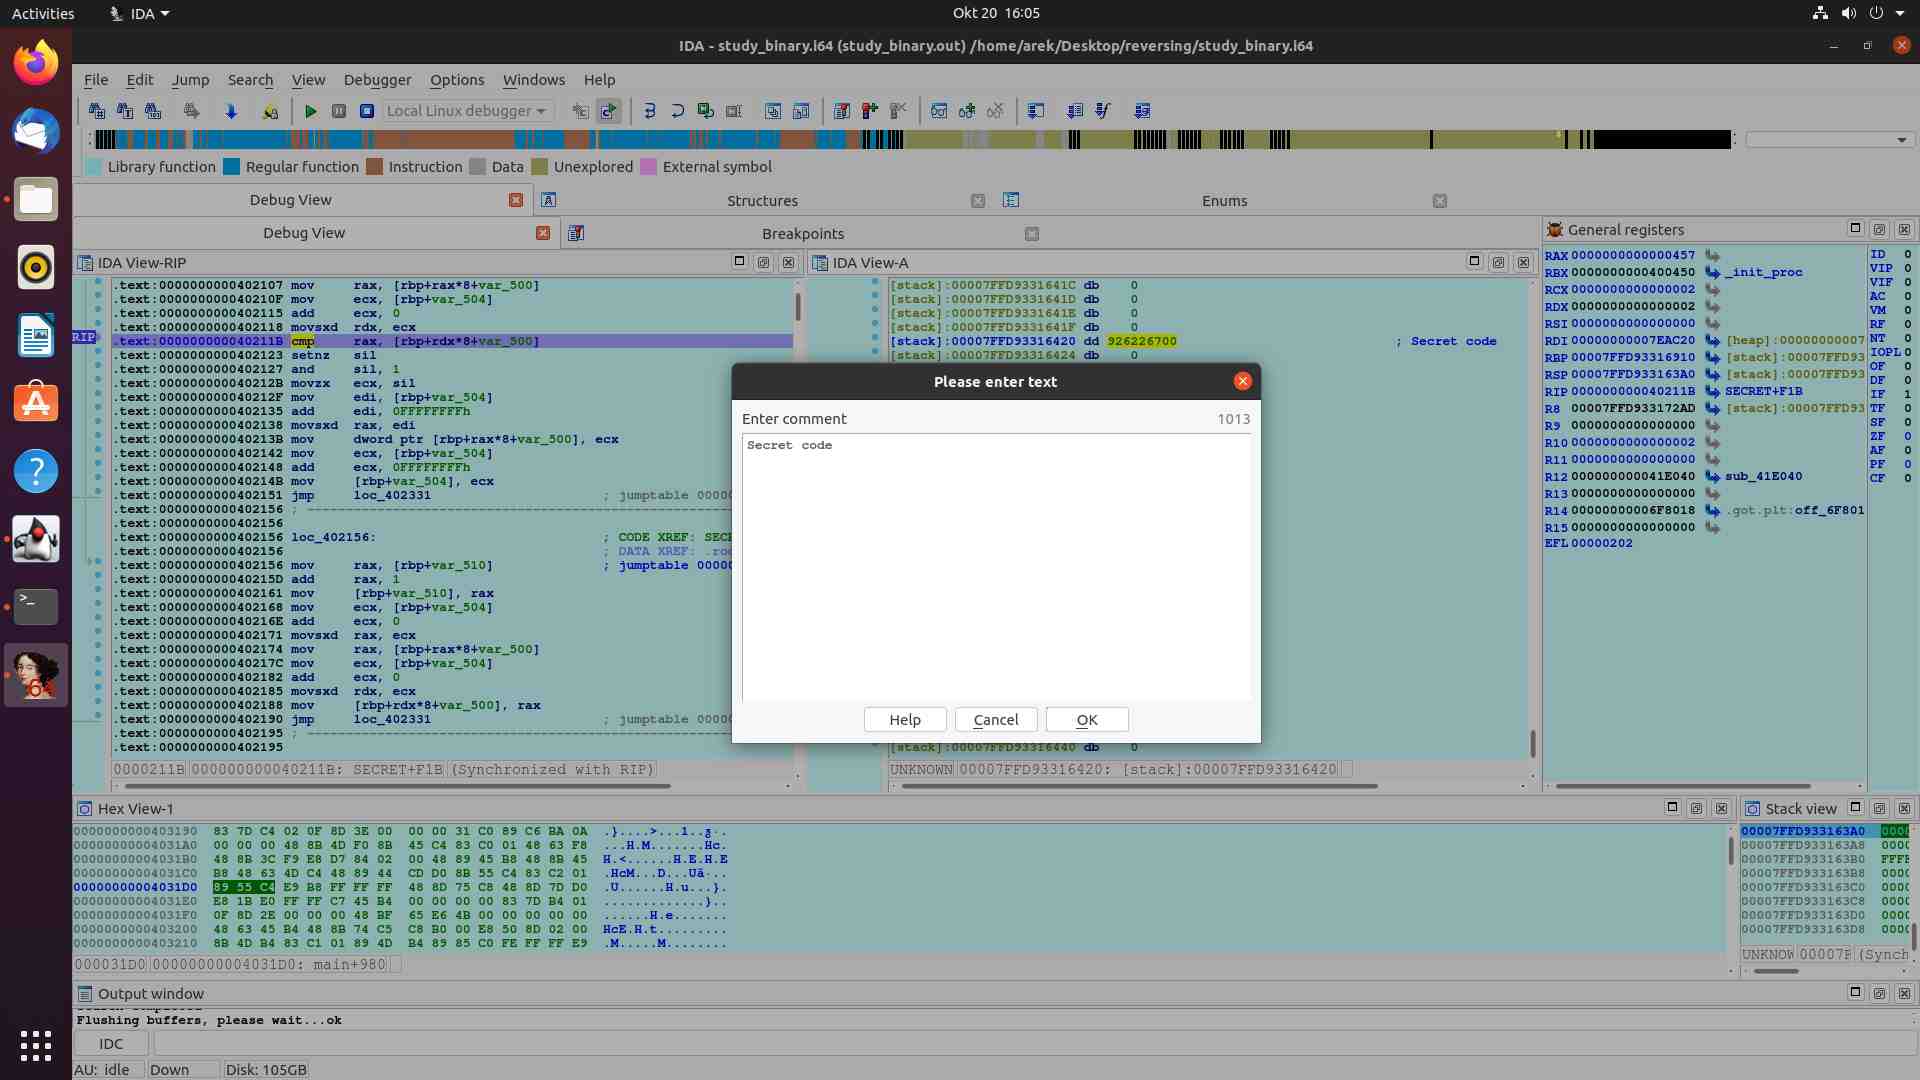 Activities
IDA
Okt 20 16:05
IDA - study_binary.i64 (study_binary.out) /home/arek/Desktop/reversing/study_binary.i64
File Edit Jump Search View Debugger Options Windows Help
Local Linux debugger
Library function Regular function Instruction Data Unexplored External symbol
Debug View Structures Enums
Debug View Breakpoints
IDA View-RIP
RIP
.text:0000000000402107 mov rax, [rbp+rax*8+var_500]
.text:000000000040210F mov ecx, [rbp+var_504]
.text:0000000000402115 add ecx, 0
.text:0000000000402118 movsxd rdx, ecx
.text:000000000040211B cmp rax, [rbp+rdx*8+var_500]
.text:0000000000402123 setnz sil
.text:0000000000402127 and sil, 1
.text:000000000040212B movzx ecx, sil
.text:000000000040212F mov edi, [rbp+var_504]
.text:0000000000402135 add edi, 0FFFFFFFFh
.text:0000000000402138 movsxd rax, edi
.text:000000000040213B mov dword ptr [rbp+rax*8+var_500], ecx
.text:0000000000402142 mov ecx, [rbp+var_504]
.text:0000000000402148 add ecx, 0FFFFFFFFh
.text:000000000040214B mov [rbp+var_504], ecx
.text:0000000000402151 jmp loc_402331 ; jumptable 0000
.text:0000000000402156 ; ----------------------------------------------
.text:0000000000402156
.text:0000000000402156 loc_402156: ; CODE XREF: SEC
.text:0000000000402156 ; DATA XREF: .ro
.text:0000000000402156 mov rax, [rbp+var_510] ; jumptable 0000
.text:000000000040215D add rax, 1
.text:0000000000402161 mov [rbp+var_510], rax
.text:0000000000402168 mov ecx, [rbp+var_504]
.text:000000000040216E add ecx, 0
.text:0000000000402171 movsxd rax, ecx
.text:0000000000402174 mov rax, [rbp+rax*8+var_500]
.text:000000000040217C mov ecx, [rbp+var_504]
.text:0000000000402182 add ecx, 0
.text:0000000000402185 movsxd rdx, ecx
.text:0000000000402188 mov [rbp+rdx*8+var_500], rax
.text:0000000000402190 jmp loc_402331 ; jumptable 0000
.text:0000000000402195 ; ----------------------------------------------
.text:0000000000402195
0000211B 000000000040211B: SECRET+F1B (Synchronized with RIP)
IDA View-A
[stack]:00007FFD9331641C db 0
[stack]:00007FFD9331641D db 0
[stack]:00007FFD9331641E db 0
[stack]:00007FFD9331641F db 0
[stack]:00007FFD93316420 dd 926226700 ; Secret code
[stack]:00007FFD93316424 db 0
[stack]:00007FFD93316440 db 0
UNKNOWN 00007FFD93316420: [stack]:00007FFD93316420
Please enter text
Enter comment 1013
Secret code
Help Cancel OK
General registers
RAX 0000000000000457
RBX 0000000000400450 _init_proc
RCX 0000000000000002
RDX 0000000000000002
RSI 0000000000000000
RDI 00000000007EAC20 [heap]:00000000007
RBP 00007FFD93316910 [stack]:00007FFD93
RSP 00007FFD933163A0 [stack]:00007FFD93
RIP 000000000040211B SECRET+F1B
R8 00007FFD933172AD [stack]:00007FFD93
R9 0000000000000000
R10 0000000000000002
R11 0000000000000000
R12 000000000041E040 sub_41E040
R13 0000000000000000
R14 00000000006F8018 .got.plt:off_6F801
R15 0000000000000000
EFL 00000202
ID 0
VIP 0
VIF 0
AC 0
VM 0
RF 0
NT 0
IOPL 0
OF 0
DF 0
IF 1
TF 0
SF 0
ZF 0
AF 0
PF 0
CF 0
Hex View-1
0000000000403190 83 7D C4 02 0F 8D 3E 00 00 00 31 C0 89 C6 BA 0A
00000000004031A0 00 00 00 48 8B 4D F0 8B 45 C4 83 C0 01 48 63 F8
00000000004031B0 48 8B 3C F9 E8 D7 84 02 00 48 89 45 B8 48 8B 45
00000000004031C0 B8 48 63 4D C4 48 89 44 CD D0 8B 55 C4 83 C2 01
00000000004031D0 89 55 C4 E9 B8 FF FF FF 48 8D 75 C8 48 8D 7D D0
00000000004031E0 E8 1B E0 FF FF C7 45 B4 00 00 00 00 83 7D B4 01
00000000004031F0 0F 8D 2E 00 00 00 48 BF 65 E6 4B 00 00 00 00 00
0000000000403200 48 63 45 B4 48 8B 74 C5 C8 B0 00 E8 50 8D 02 00
0000000000403210 8B 4D B4 83 C1 01 89 4D B4 89 85 C0 FE FF FF E9
000031D0 00000000004031D0: main+980
Stack view
00007FFD933163A0 0000
00007FFD933163A8 0000
00007FFD933163B0 FFFF
00007FFD933163B8 0000
00007FFD933163C0 0000
00007FFD933163C8 0000
00007FFD933163D0 0000
00007FFD933163D8 0000
UNKNOWN 00007F (Synch
Output window
Flushing buffers, please wait...ok
IDC
AU: idle Down Disk: 105GB